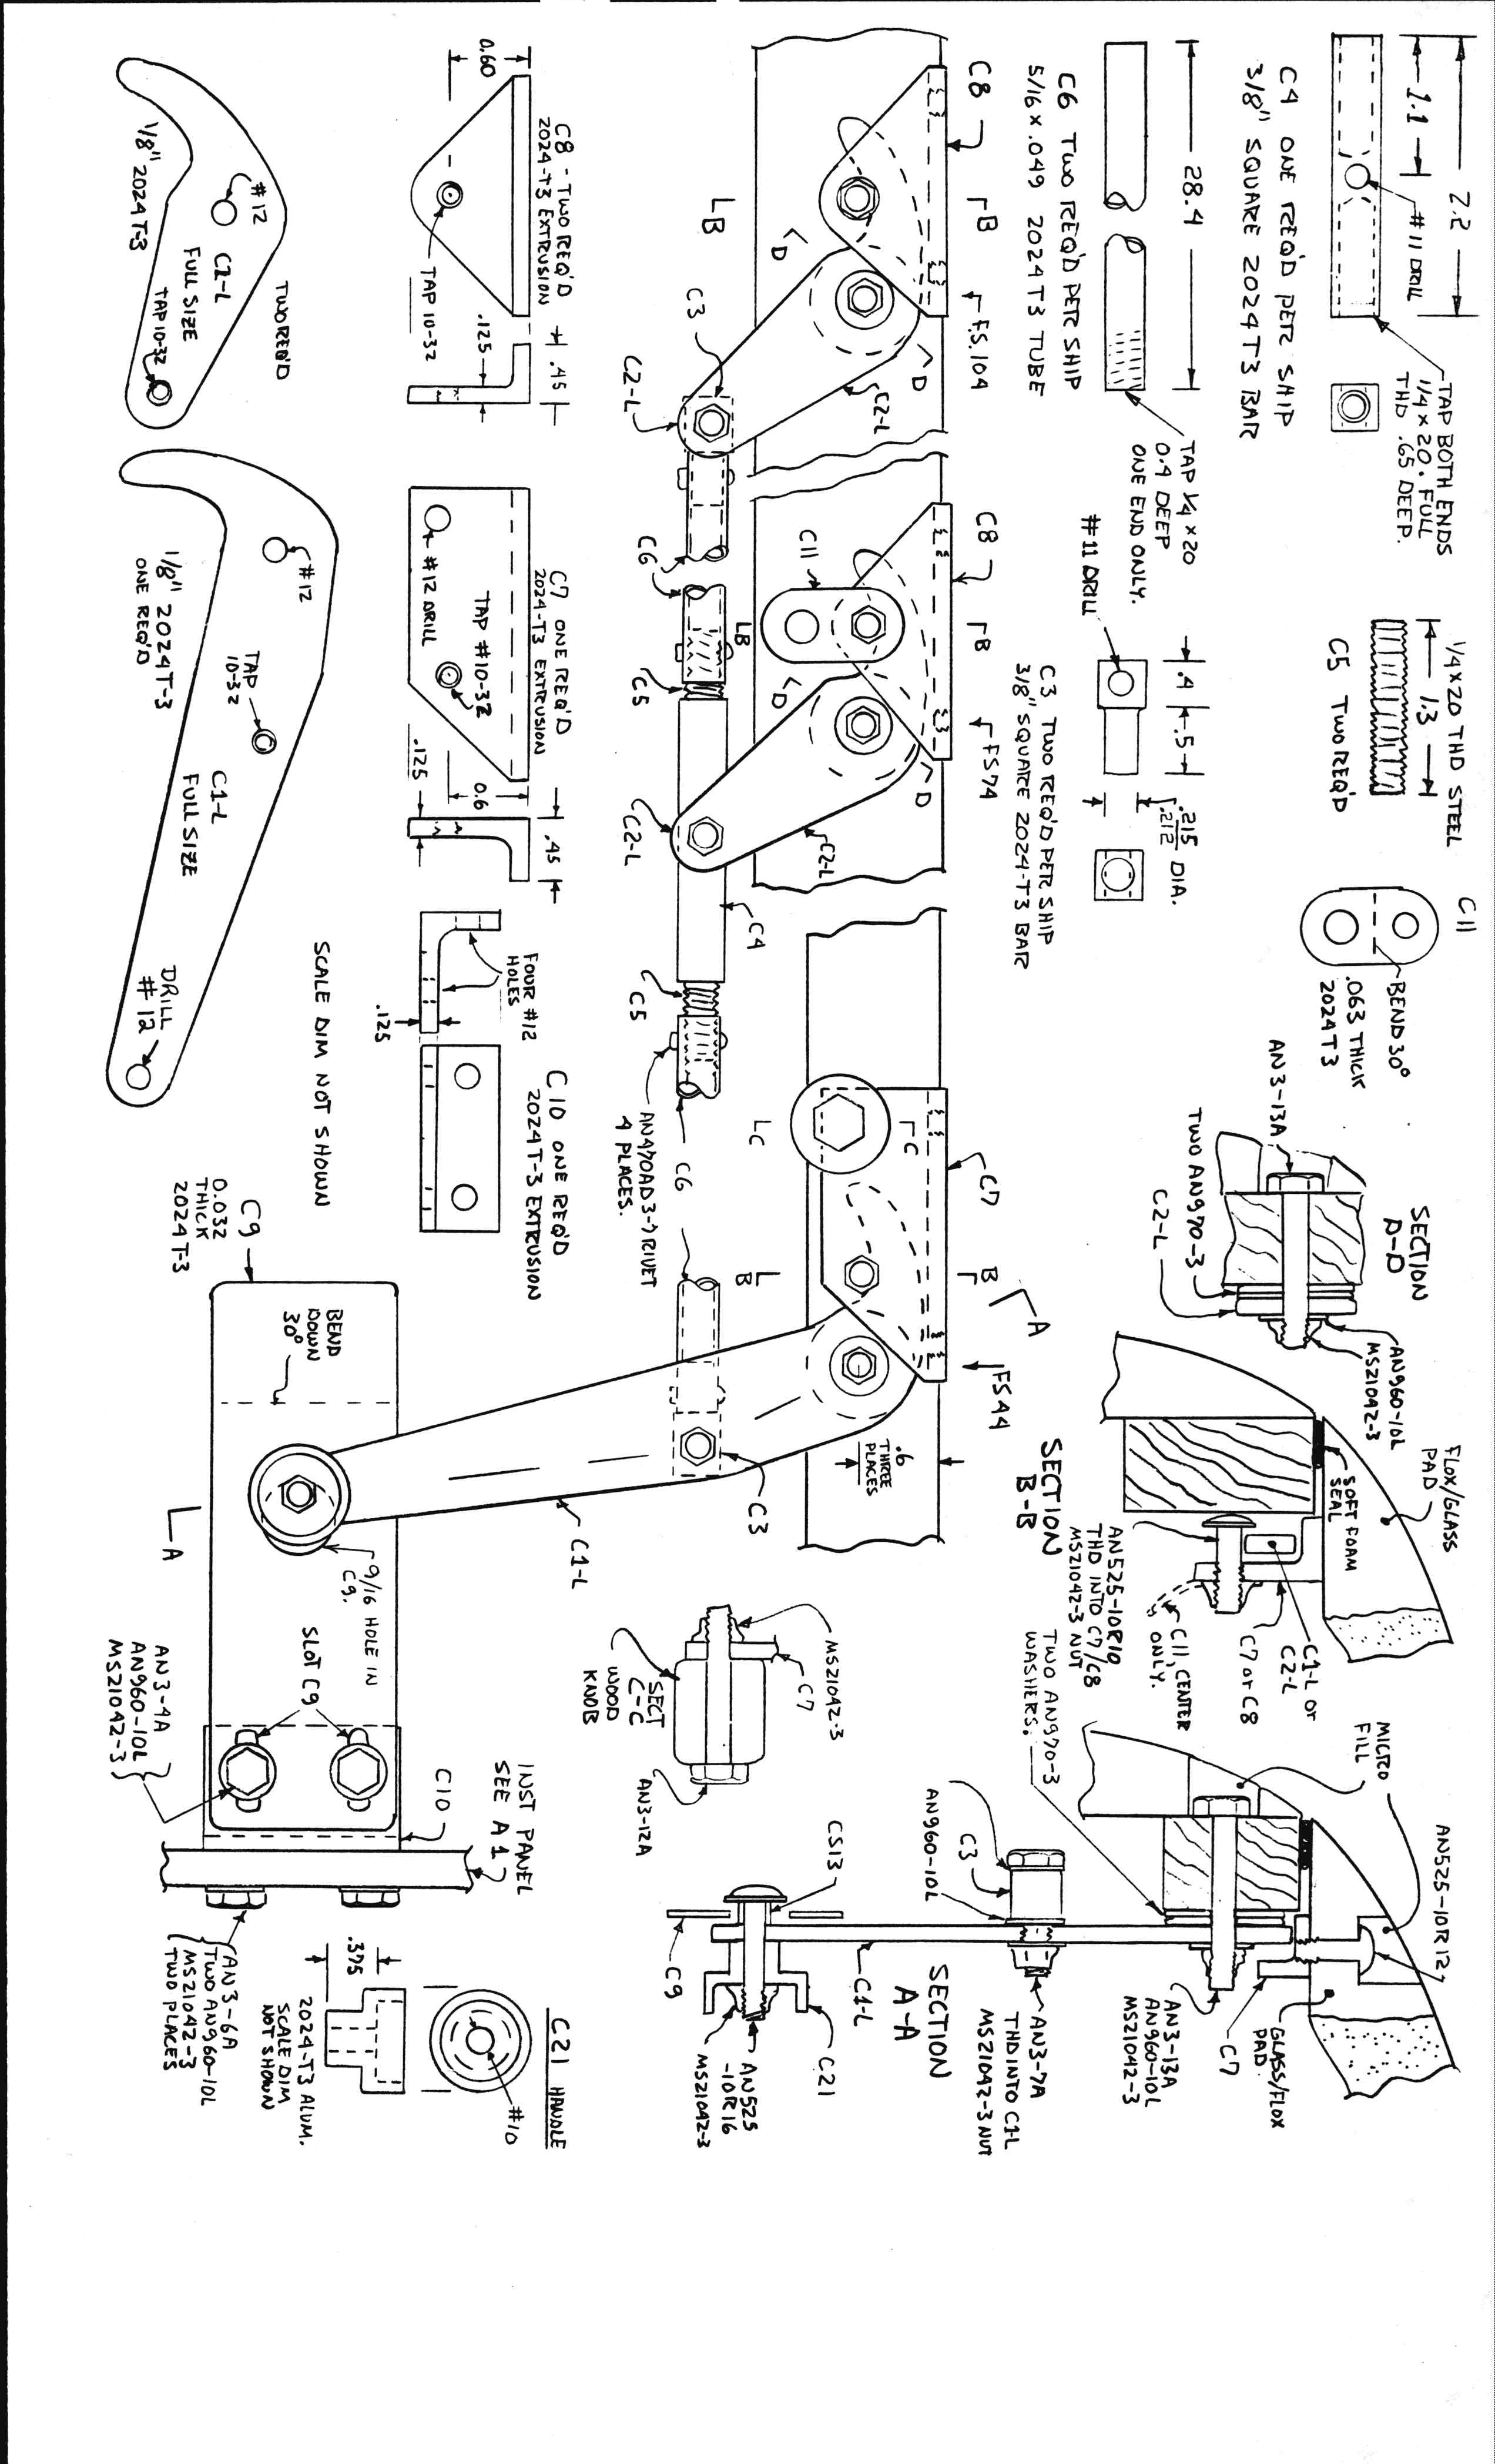 2.2
1.1
#11 DRILL
TAP BOTH ENDS
1/4 x 20. FULL
THD .65 DEEP.
C4 ONE REQ'D PER SHIP
3/8" SQUARE 2024T3 BAR
1/4x20 THD STEEL
1.3
C5 TWO REQ'D
C11
BEND 30°
.063 THICK
2024T3
28.4
TAP 1/4 x 20
0.4 DEEP
ONE END ONLY.
C6 TWO REQ'D PER SHIP
5/16 x .049 2024T3 TUBE
#11 DRILL
.4
.5
.215
.212
DIA.
C3 TWO REQ'D PER SHIP
3/8" SQUARE 2024-T3 BAR
SECTION
D-D
AN3-13A
TWO AN970-3
C2-L
AN960-10L
MS21042-3
FLOX/GLASS
PAD
SOFT FOAM
SEAL
C1-L or
C2-L
C7 or C8
C11, CENTER
ONLY.
AN525-10R10
THD INTO C7/C8
MS21042-3 NUT
SECTION
B-B
MICRO
FILL
AN525-10R12
GLASS/FLOX
PAD
C7
AN3-13A
AN960-10L
MS21042-3
TWO AN970-3
WASHERS.
AN960-10L
C3
AN3-7A
THD INTO C1-L
MS21042-3 NUT
SECTION
A-A
C1-L
CS13
C9
C21
AN525
-10R16
MS21042-3
C8
B
F.S.104
B
D
D
C2-L
C3
C2-L
C6
C8
B
FS74
C11
B
D
D
C2-L
C6
C5
C2-L
C4
C5
AN470AD3-7 RIVET
4 PLACES.
C6
C7
C
C
B
B
A
FS44
.6
THREE
PLACES
C3
C1-L
A
MS21042-3
C7
SECT
C-C
WOOD
KNOB
AN3-12A
0.60
C8 - TWO REQ'D
2024-T3 EXTRUSION
TAP 10-32
.125
.45
C7 ONE REQ'D
2024-T3 EXTRUSION
#12 DRILL
TAP #10-32
0.6
.125
.45
FOUR #12
HOLES
.125
C10 ONE REQ'D
2024T-3 EXTRUSION
TWO REQ'D
#12
C2-L
FULL SIZE
TAP 10-32
1/8" 2024T-3
#12
TAP
10-32
C1-L
FULL SIZE
DRILL
#12
1/8" 2024T-3
ONE REQ'D
SCALE DIM NOT SHOWN
C9
0.032
THICK
2024T-3
BEND
DOWN
30°
9/16 HOLE IN
C9.
SLOT C9
AN3-4A
AN960-10L
MS21042-3
INST PANEL
SEE A1
C10
AN3-6A
TWO AN960-10L
MS21042-3
TWO PLACES
C21 HANDLE
#10
.375
2024-T3 ALUM.
SCALE DIM
NOT SHOWN